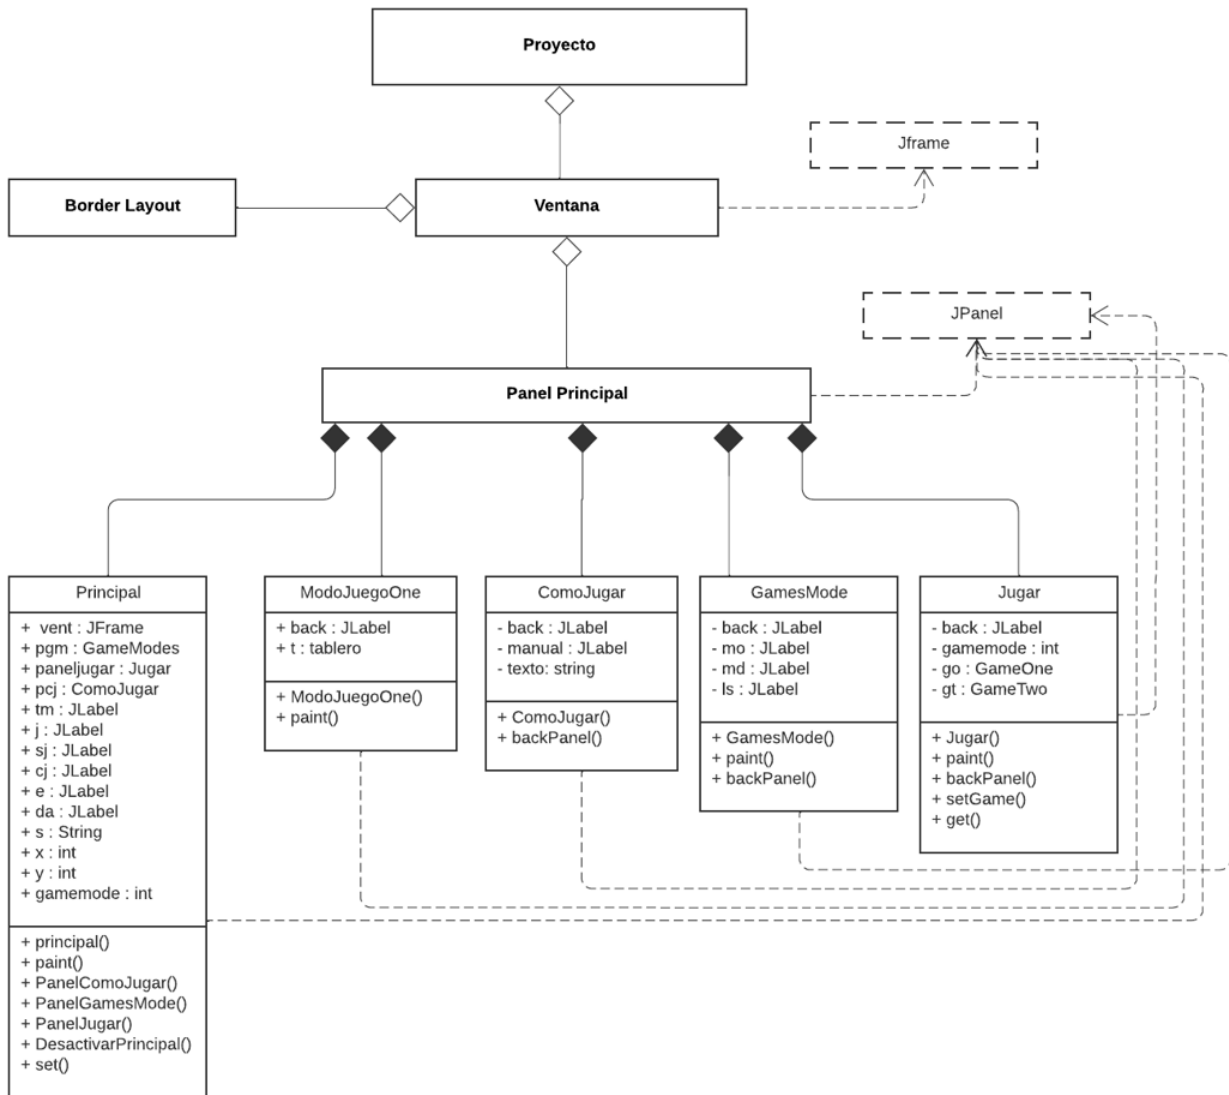 Proyecto
Jframe
Border Layout
Ventana
JPanel
Panel Principal
Principal
+ vent : JFrame
+ pgm : GameModes
+ paneljugar : Jugar
+ pcj : ComoJugar
+ tm : JLabel
+ j : JLabel
+ sj : JLabel
+ cj : JLabel
+ e : JLabel
+ da : JLabel
+ s : String
+ x : int
+ y : int
+ gamemode : int
+ principal()
+ paint()
+ PanelComoJugar()
+ PanelGamesMode()
+ PanelJugar()
+ DesactivarPrincipal()
+ set()
ModoJuegoOne
+ back : JLabel
+ t : tablero
+ ModoJuegoOne()
+ paint()
ComoJugar
- back : JLabel
- manual : JLabel
- texto: string
+ ComoJugar()
+ backPanel()
GamesMode
- back : JLabel
- mo : JLabel
- md : JLabel
- ls : JLabel
+ GamesMode()
+ paint()
+ backPanel()
Jugar
- back : JLabel
- gamemode : int
- go : GameOne
- gt : GameTwo
+ Jugar()
+ paint()
+ backPanel()
+ setGame()
+ get()